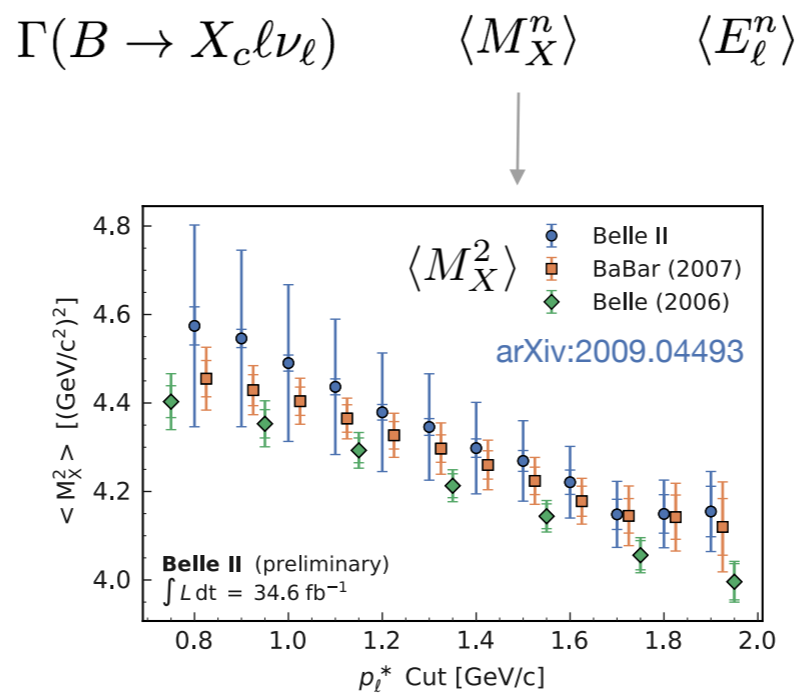 Γ(B → X_cℓν_ℓ) ⟨M_X^n⟩ ⟨E_ℓ^n⟩
⟨M_X^2⟩
Belle II
BaBar (2007)
Belle (2006)
arXiv:2009.04493
< M_X^2 > [(GeV/c²)²]
4.8
4.6
4.4
4.2
4.0
Belle II (preliminary)
∫ L dt = 34.6 fb⁻¹
0.8 1.0 1.2 1.4 1.6 1.8 2.0
p_ℓ* Cut [GeV/c]